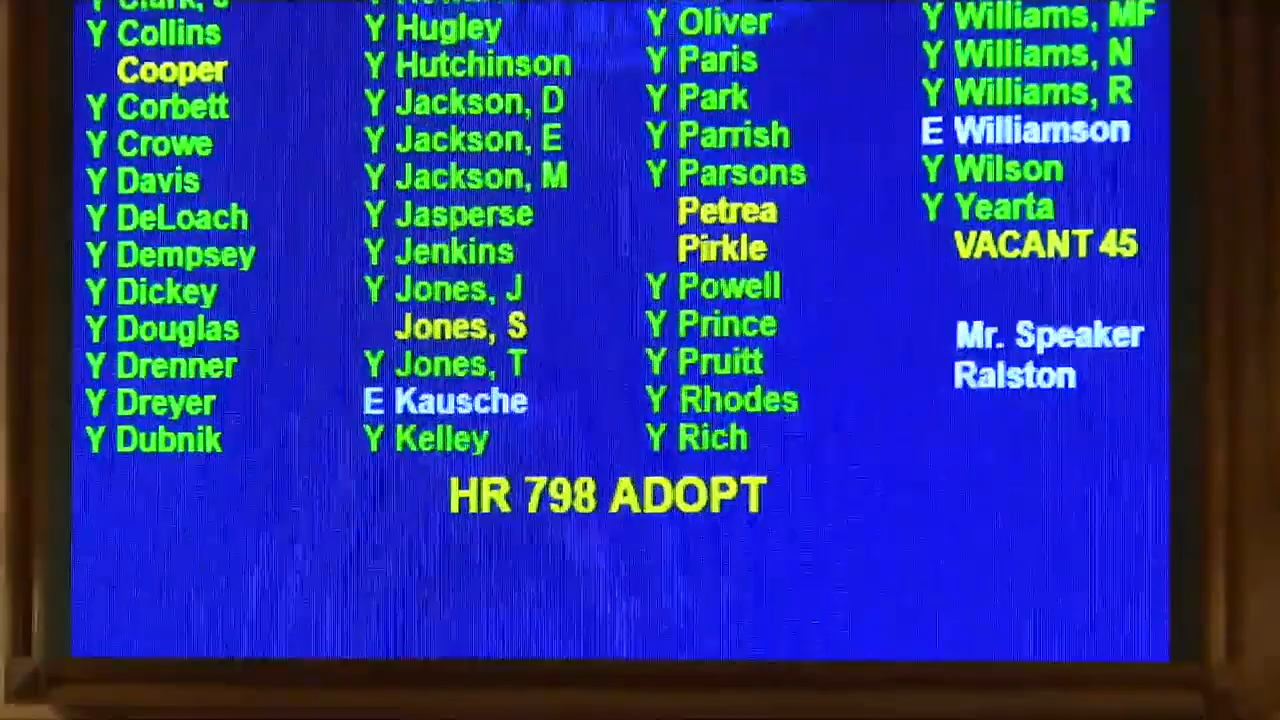 Y Collins
Cooper
Y Corbett
Y Crowe
Y Davis
Y DeLoach
Y Dempsey
Y Dickey
Y Douglas
Y Drenner
Y Dreyer
Y Dubnik
Y Hugley
Y Hutchinson
Y Jackson, D
Y Jackson, E
Y Jackson, M
Y Jasperse
Y Jenkins
Y Jones, J
Jones, S
Y Jones, T
E Kausche
Y Kelley
Y Oliver
Y Paris
Y Park
Y Parrish
Y Parsons
Petrea
Pirkle
Y Powell
Y Prince
Y Pruitt
Y Rhodes
Y Rich
Y Williams, MF
Y Williams, N
Y Williams, R
E Williamson
Y Wilson
Y Yearta
VACANT 45
Mr. Speaker
Ralston
HR 798 ADOPT